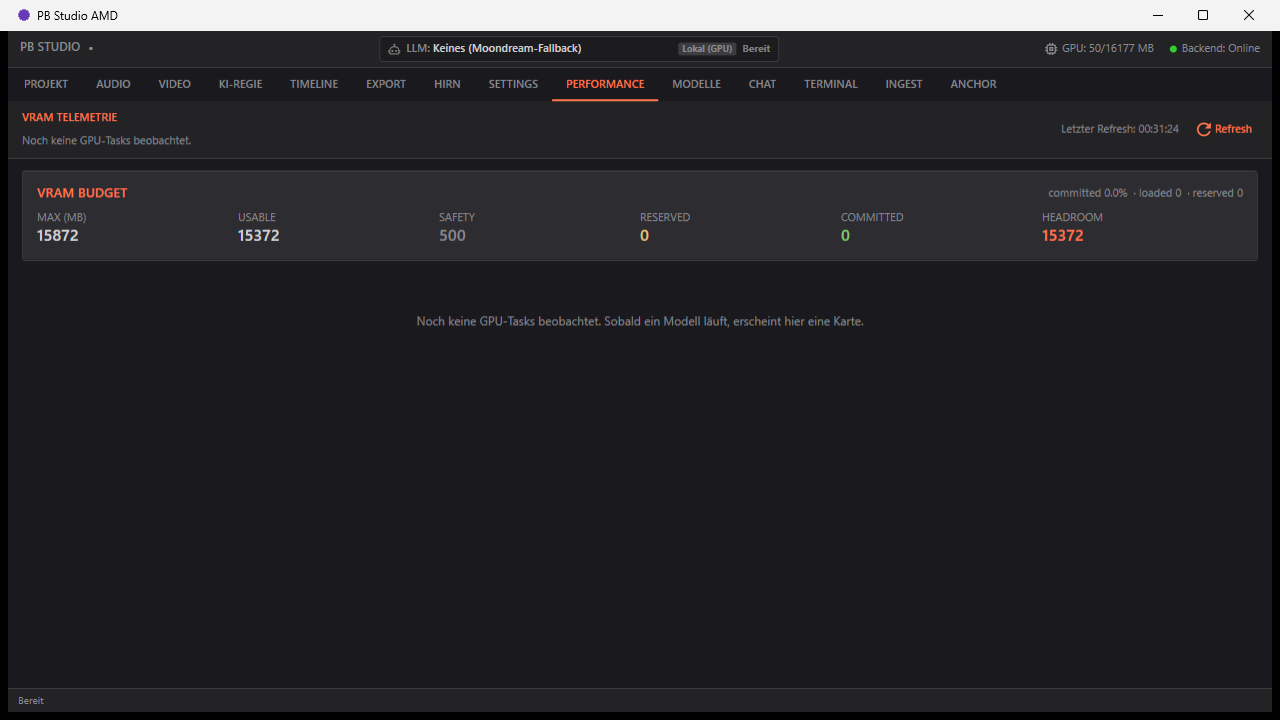 PB Studio AMD
PB STUDIO •
LLM: Keines (Moondream-Fallback) Lokal (GPU) Bereit
GPU: 50/16177 MB Backend: Online
PROJEKT AUDIO VIDEO KI-REGIE TIMELINE EXPORT HIRN SETTINGS PERFORMANCE MODELLE CHAT TERMINAL INGEST ANCHOR
VRAM TELEMETRIE
Noch keine GPU-Tasks beobachtet.
Letzter Refresh: 00:31:24 Refresh
VRAM BUDGET
committed 0.0% · loaded 0 · reserved 0
MAX (MB) USABLE SAFETY RESERVED COMMITTED HEADROOM
15872 15372 500 0 0 15372
Noch keine GPU-Tasks beobachtet. Sobald ein Modell läuft, erscheint hier eine Karte.
Bereit